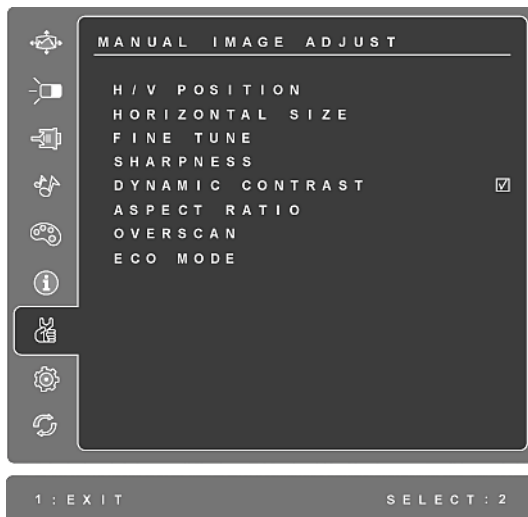 MANUAL IMAGE ADJUST
H/V POSITION
HORIZONTAL SIZE
FINE TUNE
SHARPNESS
DYNAMIC CONTRAST
ASPECT RATIO
OVERSCAN
ECO MODE
1:EXIT SELECT:2